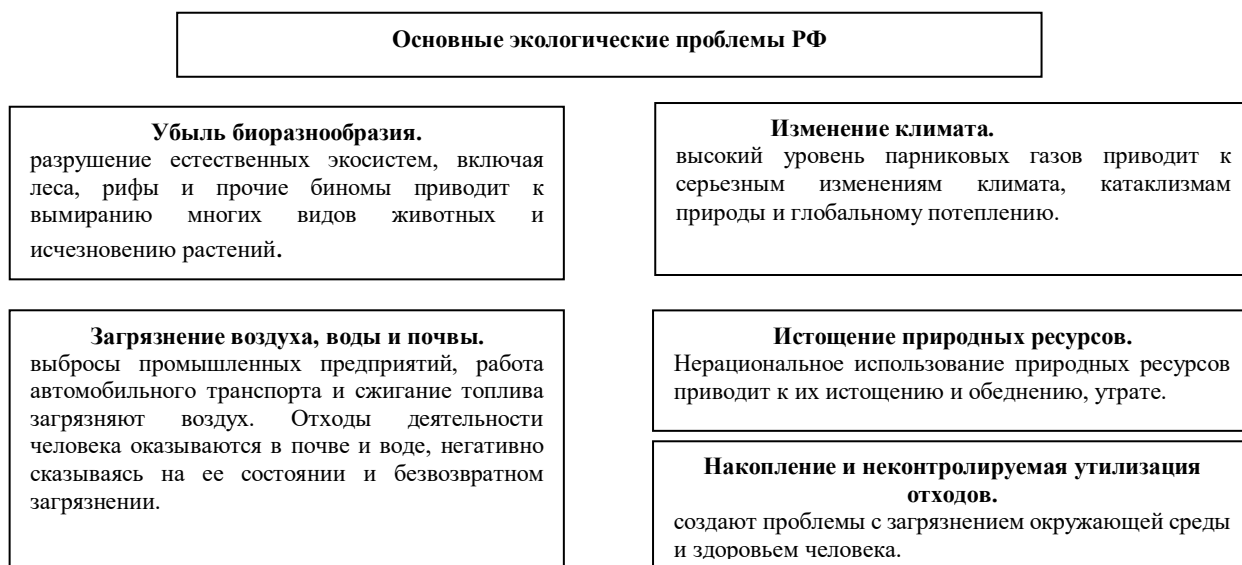 Основные экологические проблемы РФ
Убыль биоразнообразия.
разрушение естественных экосистем, включая
леса, рифы и прочие биномы приводит к
вымиранию многих видов животных и
исчезновению растений.
Изменение климата.
высокий уровень парниковых газов приводит к
серьезным изменениям климата, катаклизмам
природы и глобальному потеплению.
Загрязнение воздуха, воды и почвы.
выбросы промышленных предприятий, работа
автомобильного транспорта и сжигание топлива
загрязняют воздух. Отходы деятельности
человека оказываются в почве и воде, негативно
сказываясь на ее состоянии и безвозвратном
загрязнении.
Истощение природных ресурсов.
Нерациональное использование природных ресурсов
приводит к их истощению и обеднению, утрате.
Накопление и неконтролируемая утилизация
отходов.
создают проблемы с загрязнением окружающей среды
и здоровьем человека.